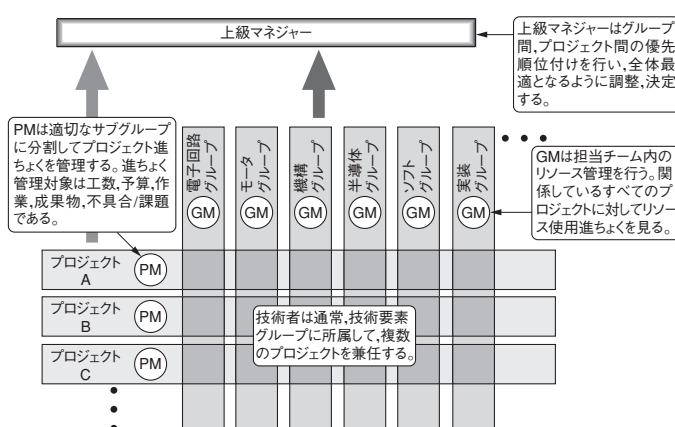 上級マネジャー
上級マネジャーはグループ
間,プロジェクト間の優先
順位付けを行い,全体最
適となるように調整,決定
する。
PMは適切なサブグループ
に分割してプロジェクト進
ちょくを管理する。進ちょく
管理対象は工数,予算,作
業,成果物,不具合/課題
である。
電子回路
グループ
モータ
グループ
機構
グループ
半導体
グループ
ソフト
グループ
実装
グループ
GM
GM
GM
GM
GM
GM
GMは担当チーム内の
リソース管理を行う。関
係しているすべてのプ
ロジェクトに対してリソー
ス使用進ちょくを見る。
プロジェクト
A
PM
プロジェクト
B
PM
プロジェクト
C
PM
技術者は通常,技術要素
グループに所属して,複数
のプロジェクトを兼任する。